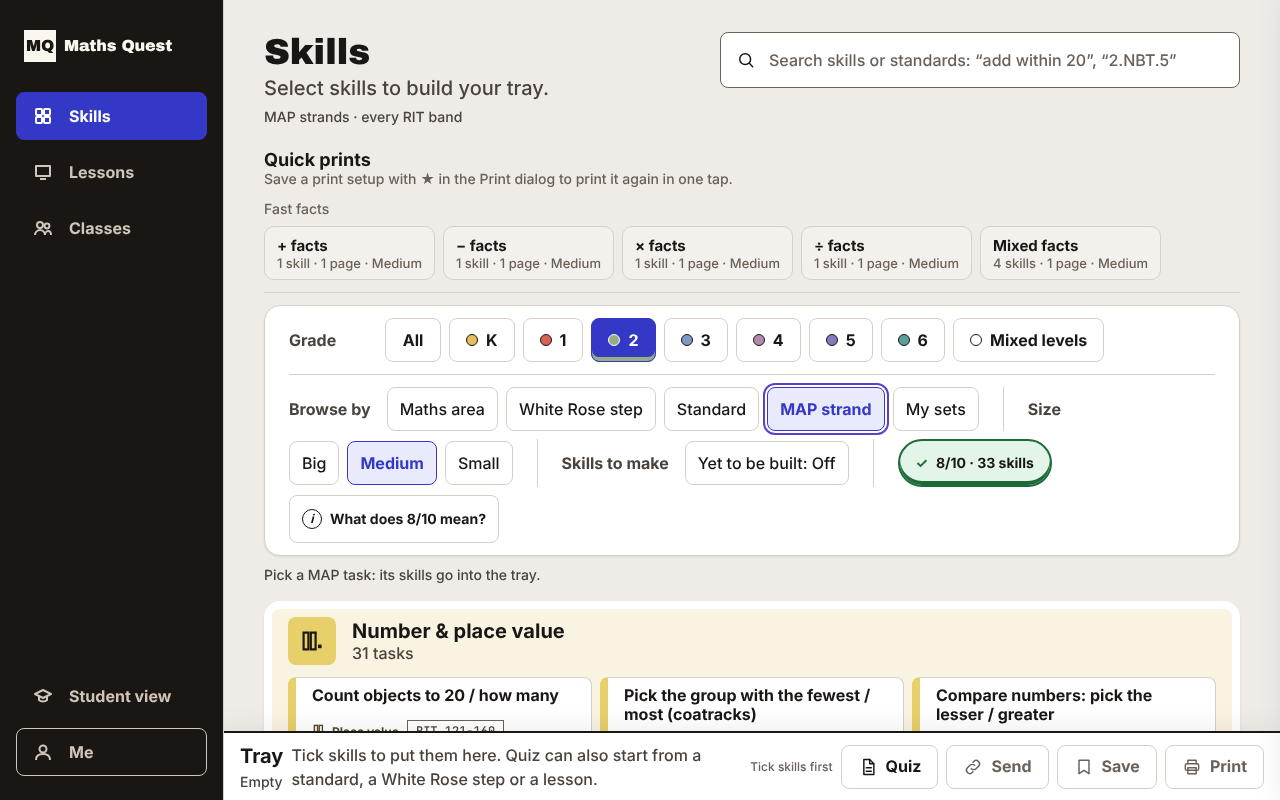 MQ Maths Quest
Skills
Lessons
Classes
Student view
Me
Skills
Select skills to build your tray.
MAP strands · every RIT band
Search skills or standards: “add within 20”, “2.NBT.5”
Quick prints
Save a print setup with ★ in the Print dialog to print it again in one tap.
Fast facts
+ facts
1 skill · 1 page · Medium
− facts
1 skill · 1 page · Medium
× facts
1 skill · 1 page · Medium
÷ facts
1 skill · 1 page · Medium
Mixed facts
4 skills · 1 page · Medium
Grade All K 1 2 3 4 5 6 Mixed levels
Browse by Maths area White Rose step Standard MAP strand My sets Size
Big Medium Small Skills to make Yet to be built: Off ✓ 8/10 · 33 skills
i What does 8/10 mean?
Pick a MAP task: its skills go into the tray.
Number & place value
31 tasks
Count objects to 20 / how many
Place value RIT 121-160
Pick the group with the fewest /
most (coatracks)
Compare numbers: pick the
lesser / greater
Tray
Empty
Tick skills to put them here. Quiz can also start from a
standard, a White Rose step or a lesson.
Tick skills first
Quiz
Send
Save
Print